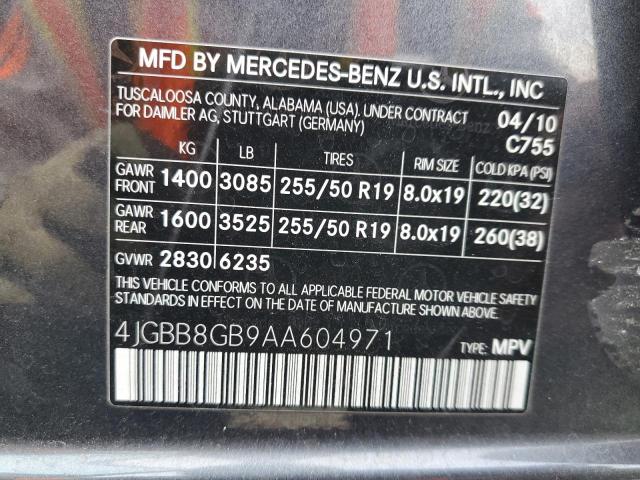 MFD BY MERCEDES-BENZ U.S. INTL., INC
TUSCALOOSA COUNTY, ALABAMA (USA). UNDER CONTRACT 04/10
FOR DAIMLER AG, STUTTGART (GERMANY) C755
KG LB TIRES RIM SIZE COLD KPA (PSI)
GAWR FRONT 1400 3085 255/50 R19 8.0x19 220(32)
GAWR REAR 1600 3525 255/50 R19 8.0x19 260(38)
GVWR 2830 6235
THIS VEHICLE CONFORMS TO ALL APPLICABLE FEDERAL MOTOR VEHICLE SAFETY
STANDARDS IN EFFECT ON THE DATE OF MANUFACTURE SHOWN ABOVE.
4JGBB8GB9AA604971
TYPE: MPV